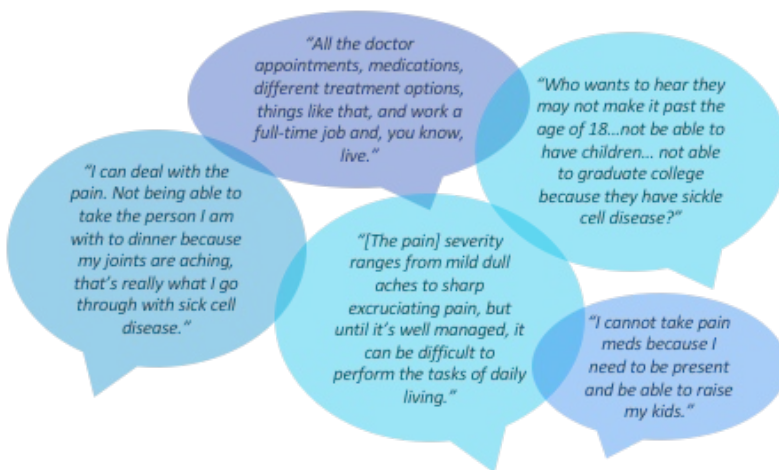 “All the doctor
appointments, medications,
different treatment options,
things like that, and work a
full-time job and, you know,
live.”
“Who wants to hear they
may not make it past the
age of 18...not be able to
have children... not able
to graduate college
because they have sickle
cell disease?”
“I can deal with the
pain. Not being able to
take the person I am
with to dinner because
my joints are aching,
that’s really what I go
through with sick cell
disease.”
“[The pain] severity
ranges from mild dull
aches to sharp
excruciating pain, but
until it’s well managed, it
can be difficult to
perform the tasks of daily
living.”
“I cannot take pain
meds because I
need to be present
and be able to raise
my kids.”